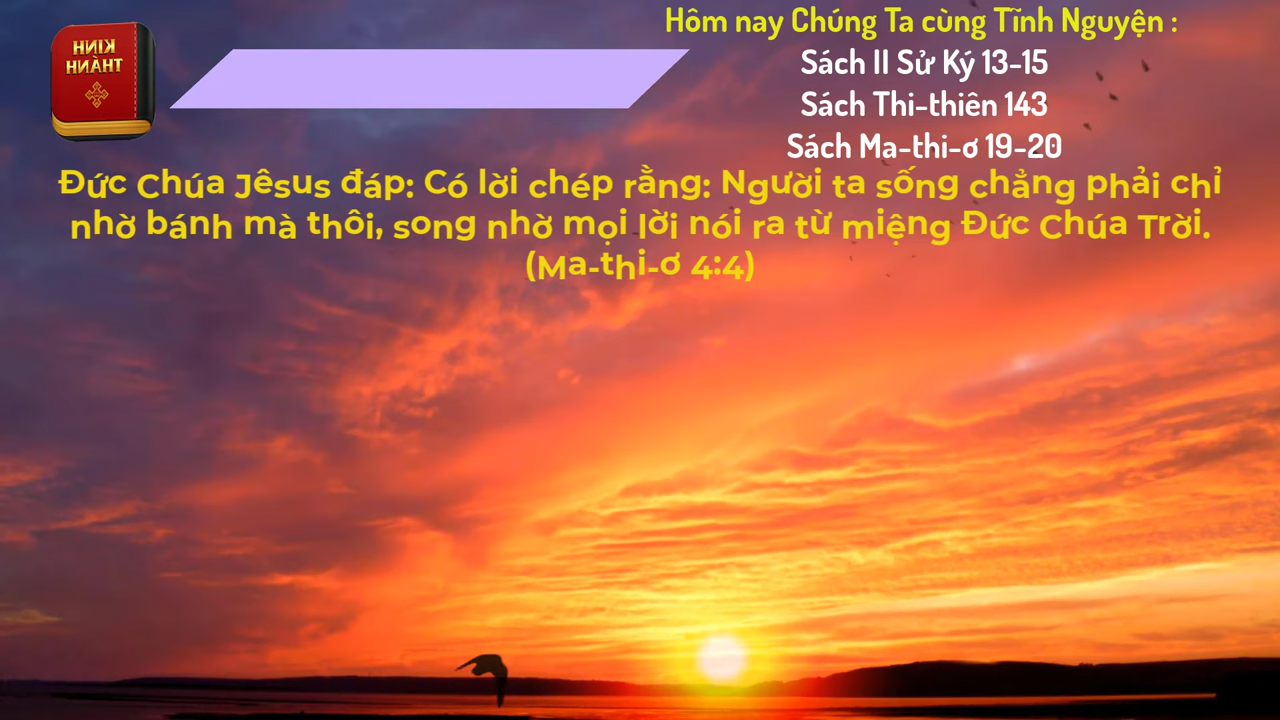 KINH
THÀNH
Hôm nay Chúng Ta cùng Tĩnh Nguyện :
Sách II Sử Ký 13-15
Sách Thi-thiên 143
Sách Ma-thi-ơ 19-20
Đức Chúa Jêsus đáp: Có lời chép rằng: Người ta sống chẳng phải chỉ
nhờ bánh mà thôi, song nhờ mọi lời nói ra từ miệng Đức Chúa Trời.
(Ma-thi-ơ 4:4)